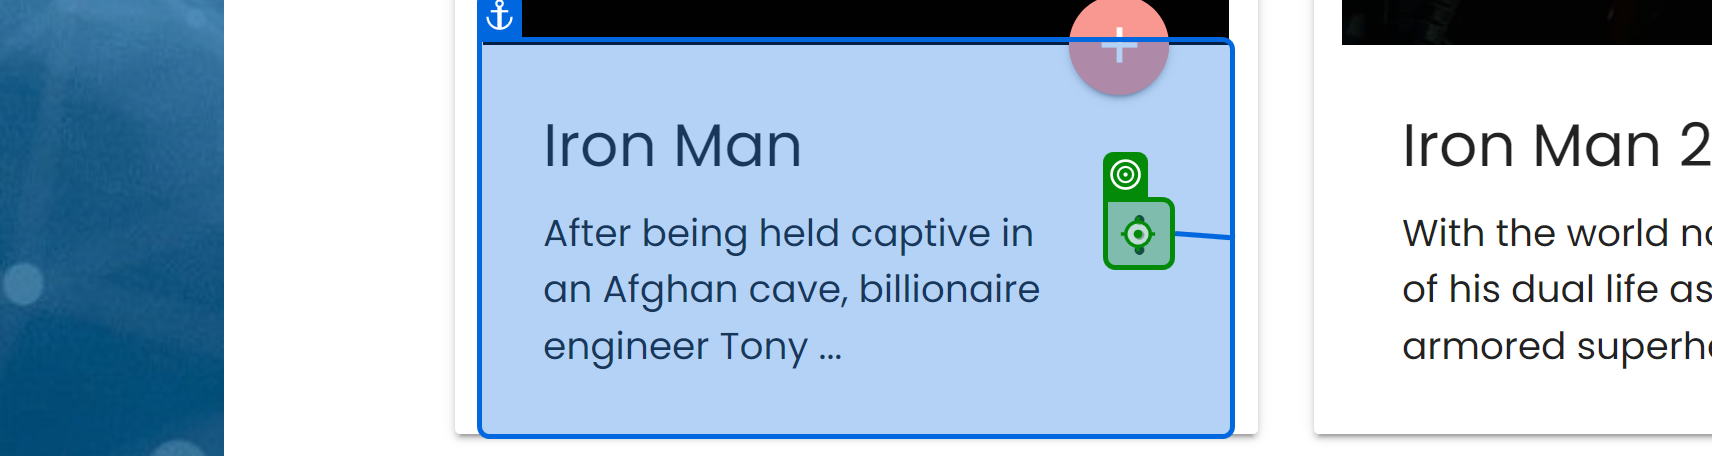 Iron Man
After being held captive in
an Afghan cave, billionaire
engineer Tony ...
Iron Man 2
With the world
of his dual life as
armored